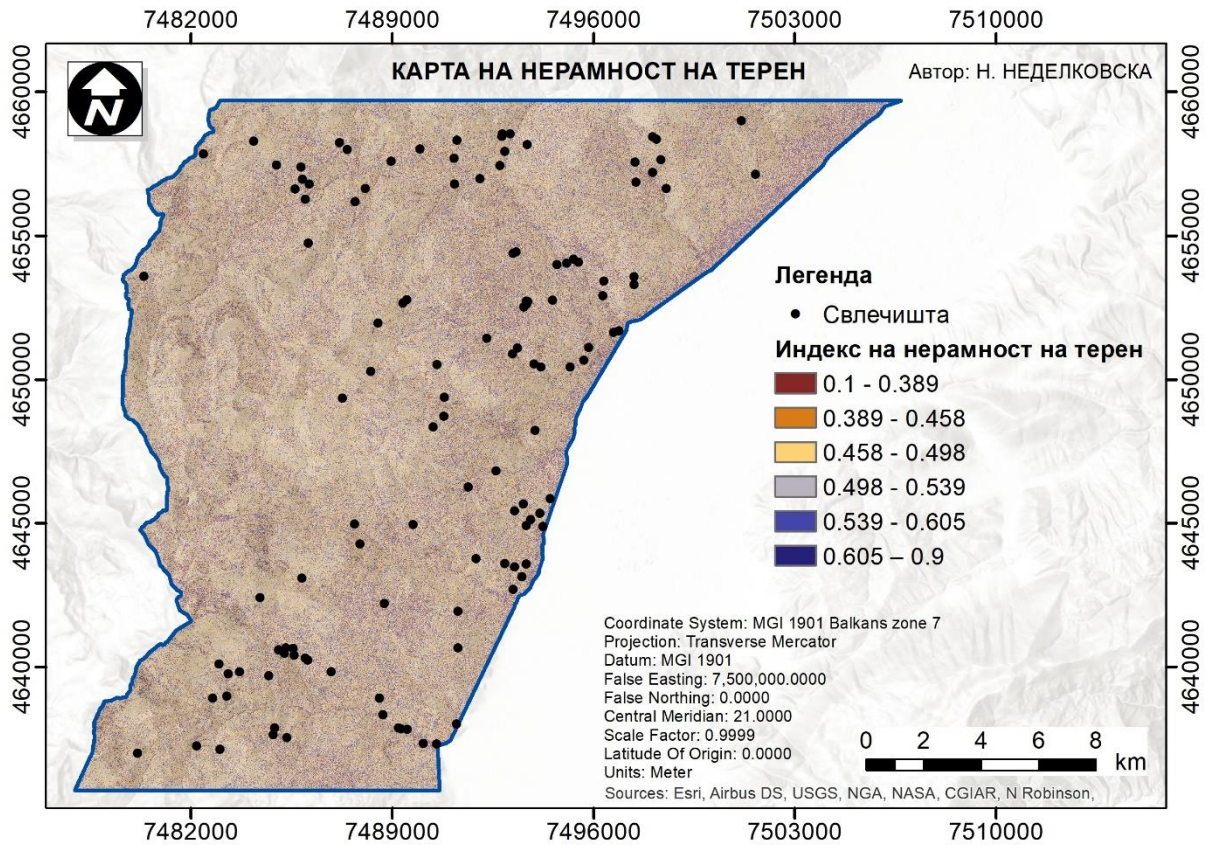 7482000 7489000 7496000 7503000 7510000
КАРТА НА НЕРАМНОСТ НА ТЕРЕН
Автор: Н. НЕДЕЛКОВСКА
N
4660000 4660000
4655000 4655000
4650000 4650000
4645000 4645000
4640000 4640000
Легенда
Свлечишта
Индекс на нерамност на терен
0.1 - 0.389
0.389 - 0.458
0.458 - 0.498
0.498 - 0.539
0.539 - 0.605
0.605 – 0.9
Coordinate System: MGI 1901 Balkans zone 7
Projection: Transverse Mercator
Datum: MGI 1901
False Easting: 7,500,000.0000
False Northing: 0.0000
Central Meridian: 21.0000
Scale Factor: 0.9999
Latitude Of Origin: 0.0000
Units: Meter
0 2 4 6 8
km
Sources: Esri, Airbus DS, USGS, NGA, NASA, CGIAR, N Robinson,
7482000 7489000 7496000 7503000 7510000